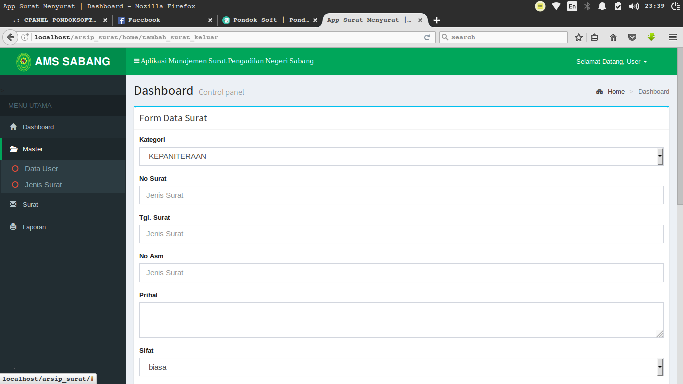 App Surat Menyurat | Dashboard - Mozilla Firefox
En
23:39
.: CPANEL PONDOKSOFT...
Facebook
Pondok Soft | Pond...
App Surat Menyurat |...
localhost/arsip_surat/home/tambah_surat_keluar
Search
AMS SABANG
Aplikasi Manajemen Surat Pengadilan Negeri Sabang
Selamat Datang, User
MENU UTAMA
Dashboard
Master
Data User
Jenis Surat
Surat
Laporan
Dashboard Control panel
Home > Dashboard
Form Data Surat
Kategori
KEPANITERAAN
No Surat
Jenis Surat
Tgl. Surat
Jenis Surat
No Asm
Jenis Surat
Prihal
Sifat
biasa
localhost/arsip_surat/#